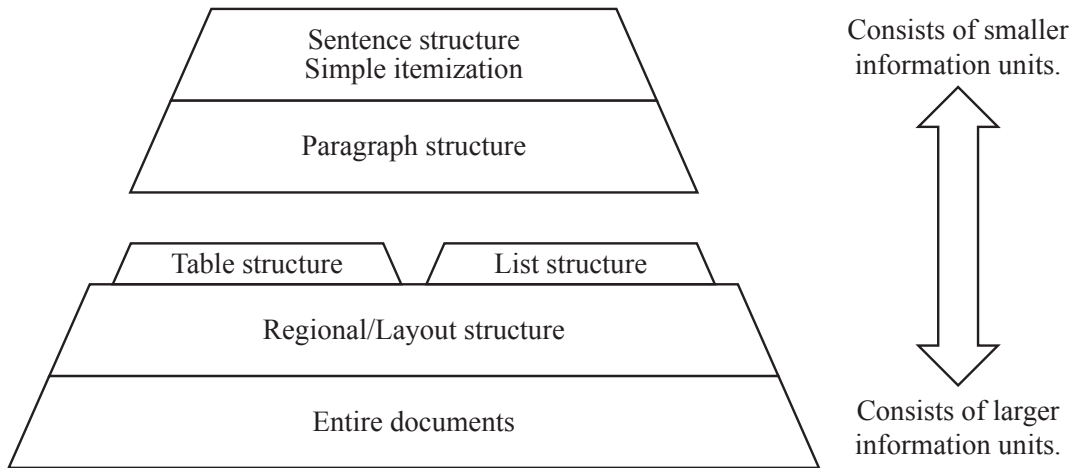 Sentence structure
Simple itemization
Paragraph structure
Table structure
List structure
Regional/Layout structure
Entire documents
Consists of smaller
information units.
Consists of larger
information units.